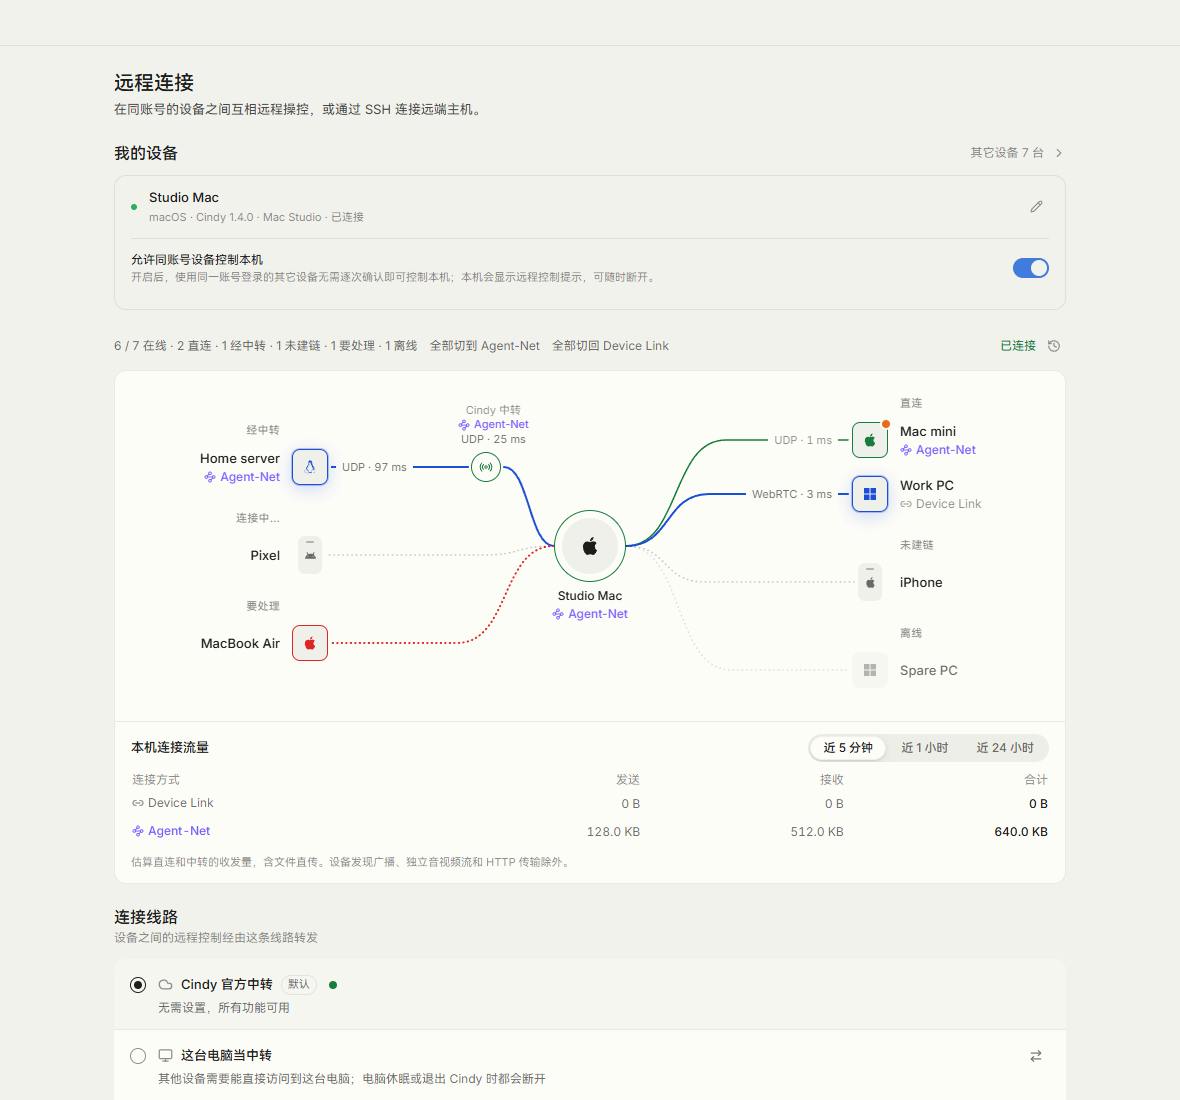 远程连接
在同账号的设备之间互相远程操控，或通过 SSH 连接远端主机。
我的设备
其它设备 7 台
Studio Mac
macOS · Cindy 1.4.0 · Mac Studio · 已连接
允许同账号设备控制本机
开启后，使用同一账号登录的其它设备无需逐次确认即可控制本机；本机会显示远程控制提示，可随时断开。
6 / 7 在线 · 2 直连 · 1 经中转 · 1 未建链 · 1 要处理 · 1 离线 全部切到 Agent-Net 全部切回 Device Link
已连接
经中转
Home server
Agent-Net
UDP · 97 ms
Cindy 中转
Agent-Net
UDP · 25 ms
连接中...
Pixel
要处理
MacBook Air
Studio Mac
Agent-Net
直连
UDP · 1 ms
Mac mini
Agent-Net
WebRTC · 3 ms
Work PC
Device Link
未建链
iPhone
离线
Spare PC
本机连接流量
近 5 分钟 近 1 小时 近 24 小时
连接方式 发送 接收 合计
Device Link 0 B 0 B 0 B
Agent-Net 128.0 KB 512.0 KB 640.0 KB
估算直连和中转的收发量，含文件直传。设备发现广播、独立音视频流和 HTTP 传输除外。
连接线路
设备之间的远程控制经由这条线路转发
Cindy 官方中转 默认
无需设置，所有功能可用
这台电脑当中转
其他设备需要能直接访问到这台电脑；电脑休眠或退出 Cindy 时都会断开